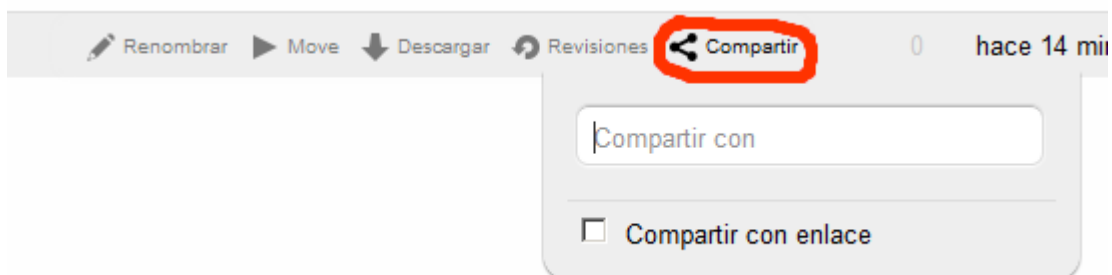 Renombrar Move Descargar Revisiones Compartir 0 hace 14 mi
Compartir con
Compartir con enlace